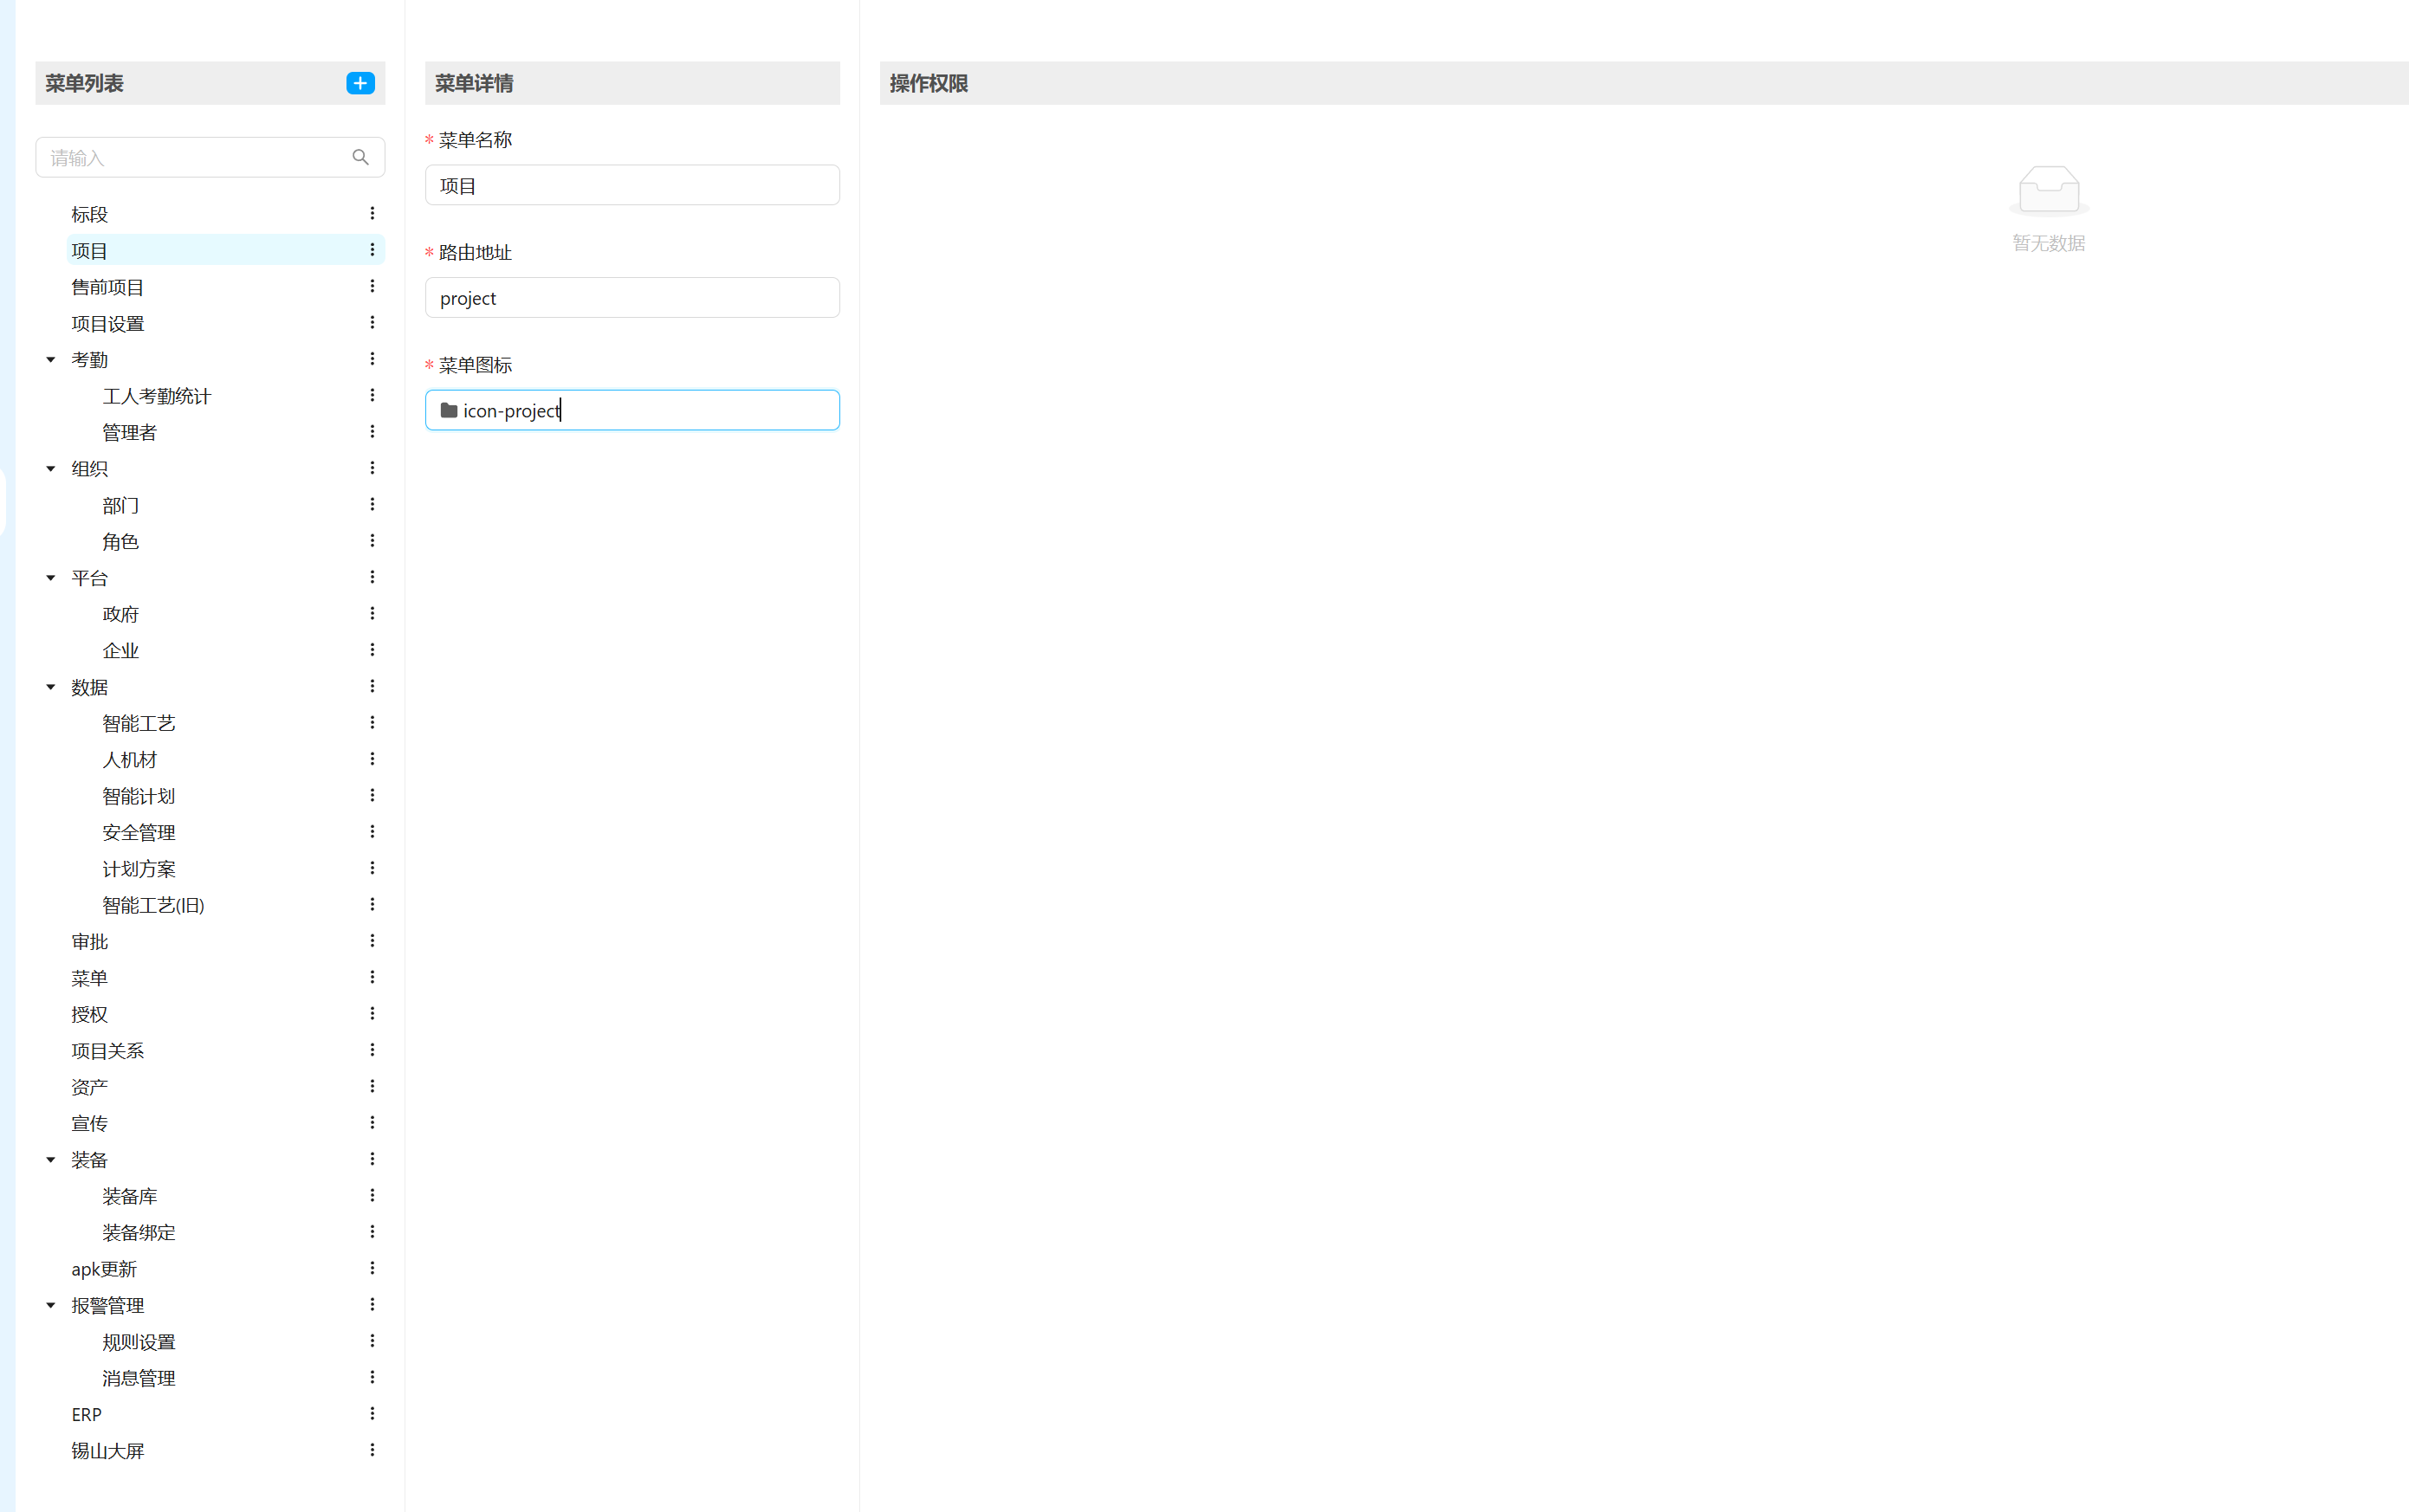 菜单列表
请输入
标段
项目
售前项目
项目设置
考勤
工人考勤统计
管理者
组织
部门
角色
平台
政府
企业
数据
智能工艺
人机材
智能计划
安全管理
计划方案
智能工艺(旧)
审批
菜单
授权
项目关系
资产
宣传
装备
装备库
装备绑定
apk更新
报警管理
规则设置
消息管理
ERP
锡山大屏
菜单详情
* 菜单名称
项目
* 路由地址
project
* 菜单图标
icon-project
操作权限
暂无数据